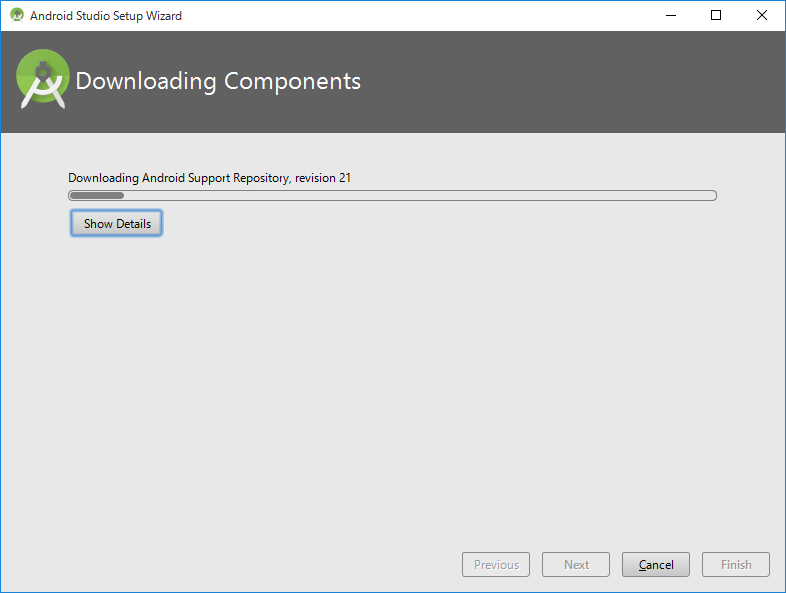 Android Studio Setup Wizard
Downloading Components
Downloading Android Support Repository, revision 21
Show Details
Previous
Next
Cancel
Finish